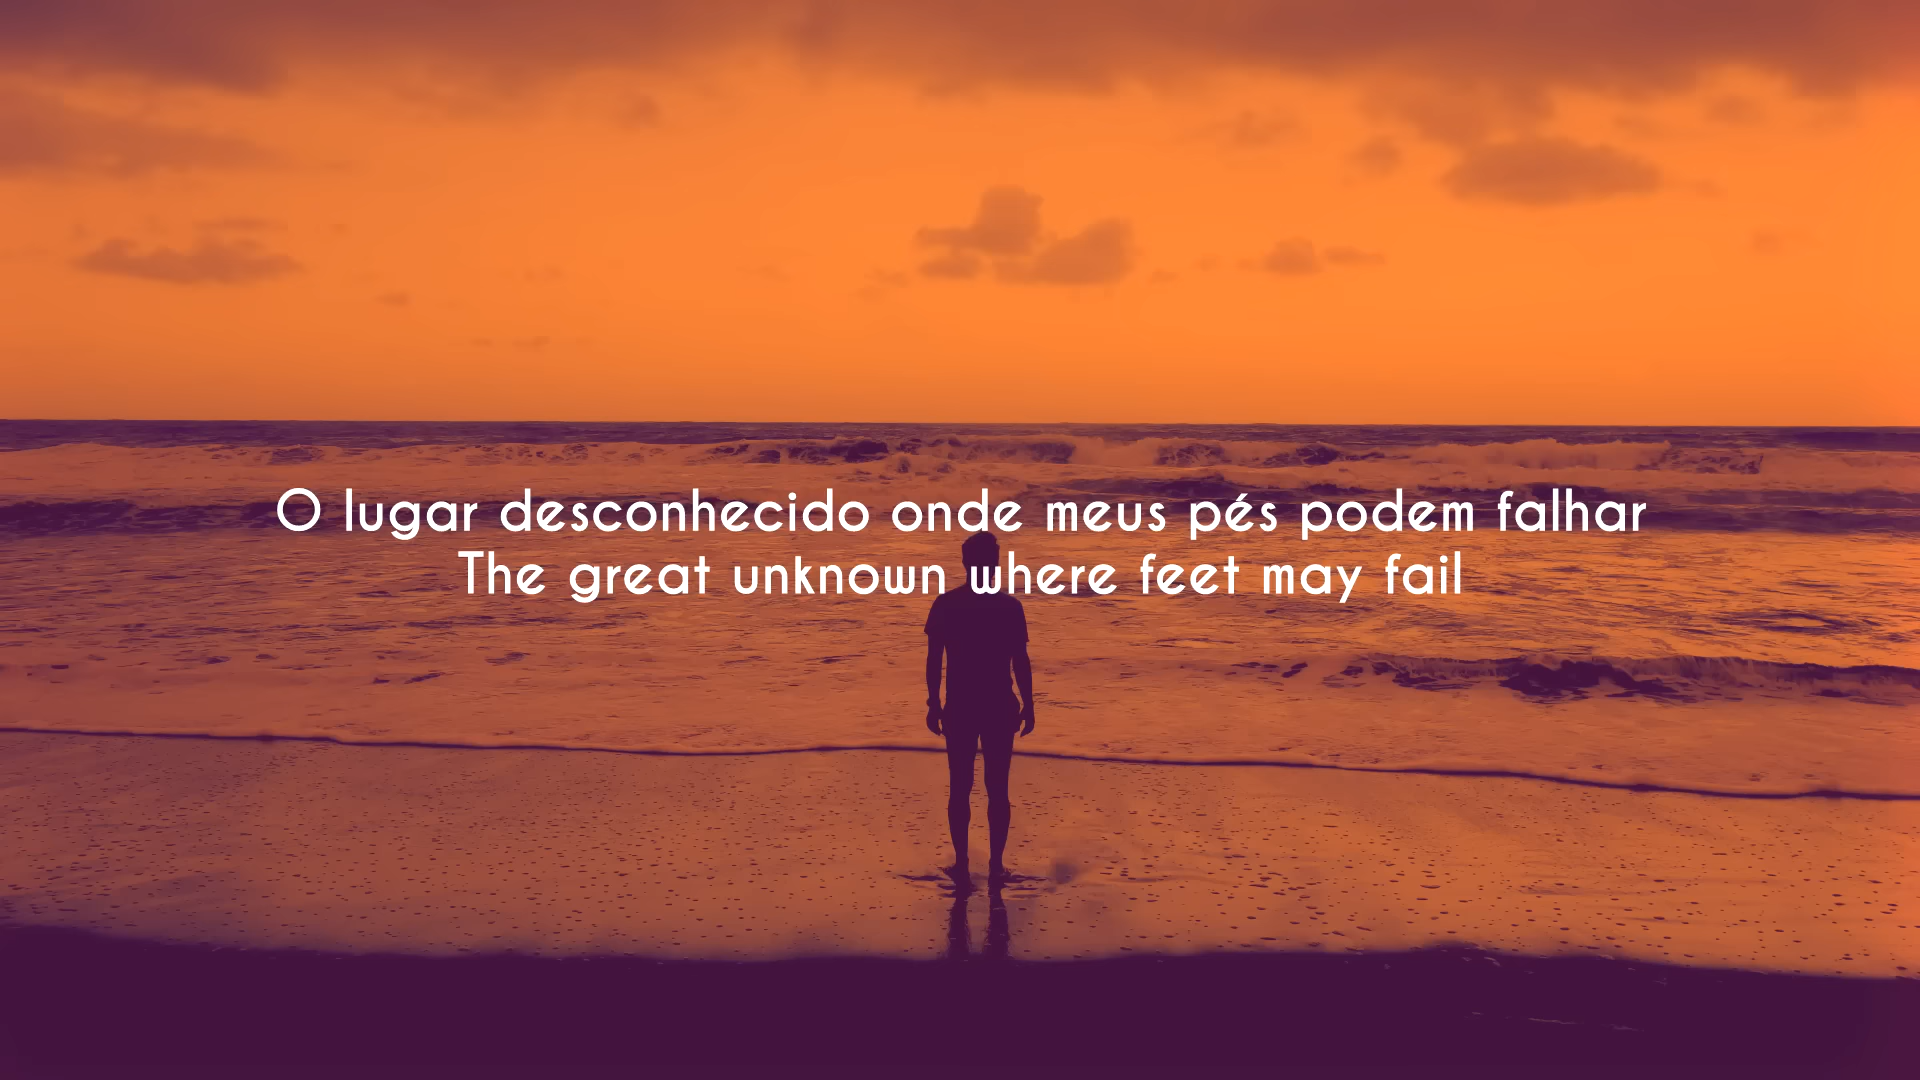 O lugar desconhecido onde meus pés podem falhar
The great unknown where feet may fail